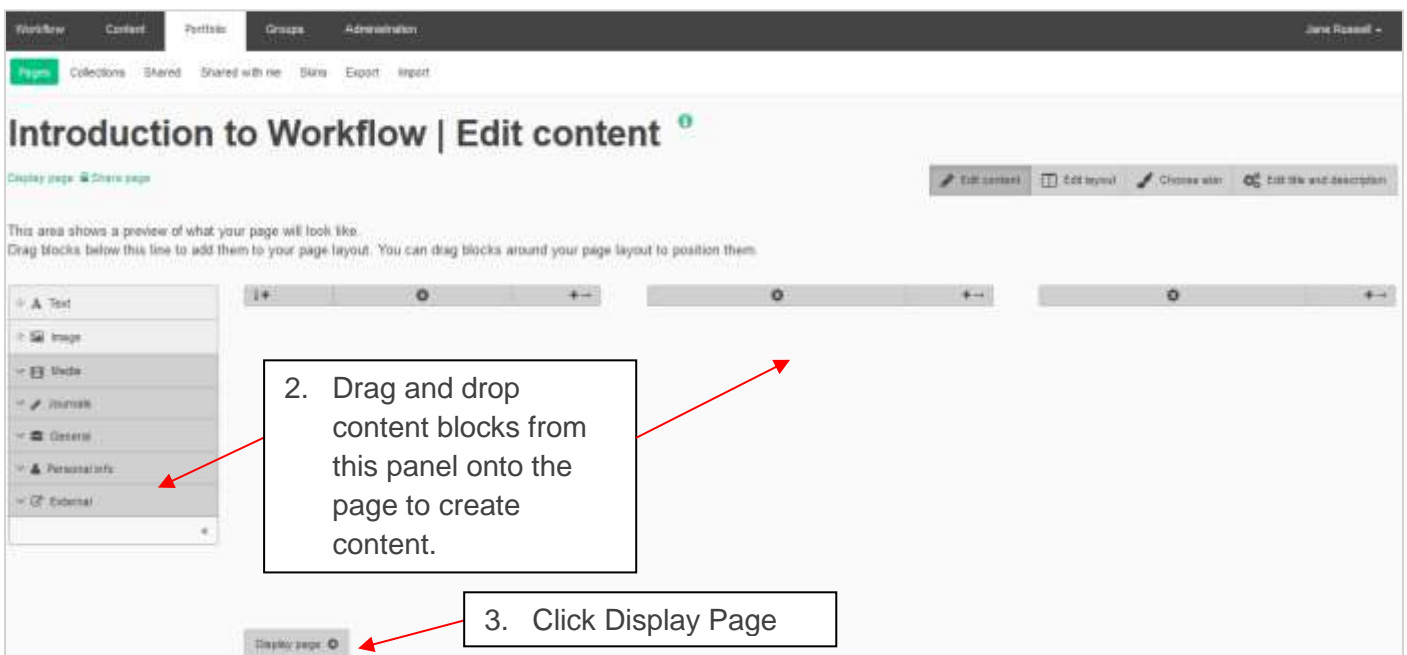 Workflow Content Portfolio Groups Administration Jane Russell
Pages Collections Shared Shared with me Skins Export Import
Introduction to Workflow | Edit content
Display page Share page
Edit content Edit layout Choose skin Edit title and description
This area shows a preview of what your page will look like.
Drag blocks below this line to add them to your page layout. You can drag blocks around your page layout to position them.
Text
Image
Media
Journals
General
Personal info
External
2. Drag and drop
content blocks from
this panel onto the
page to create
content.
3. Click Display Page
Display page